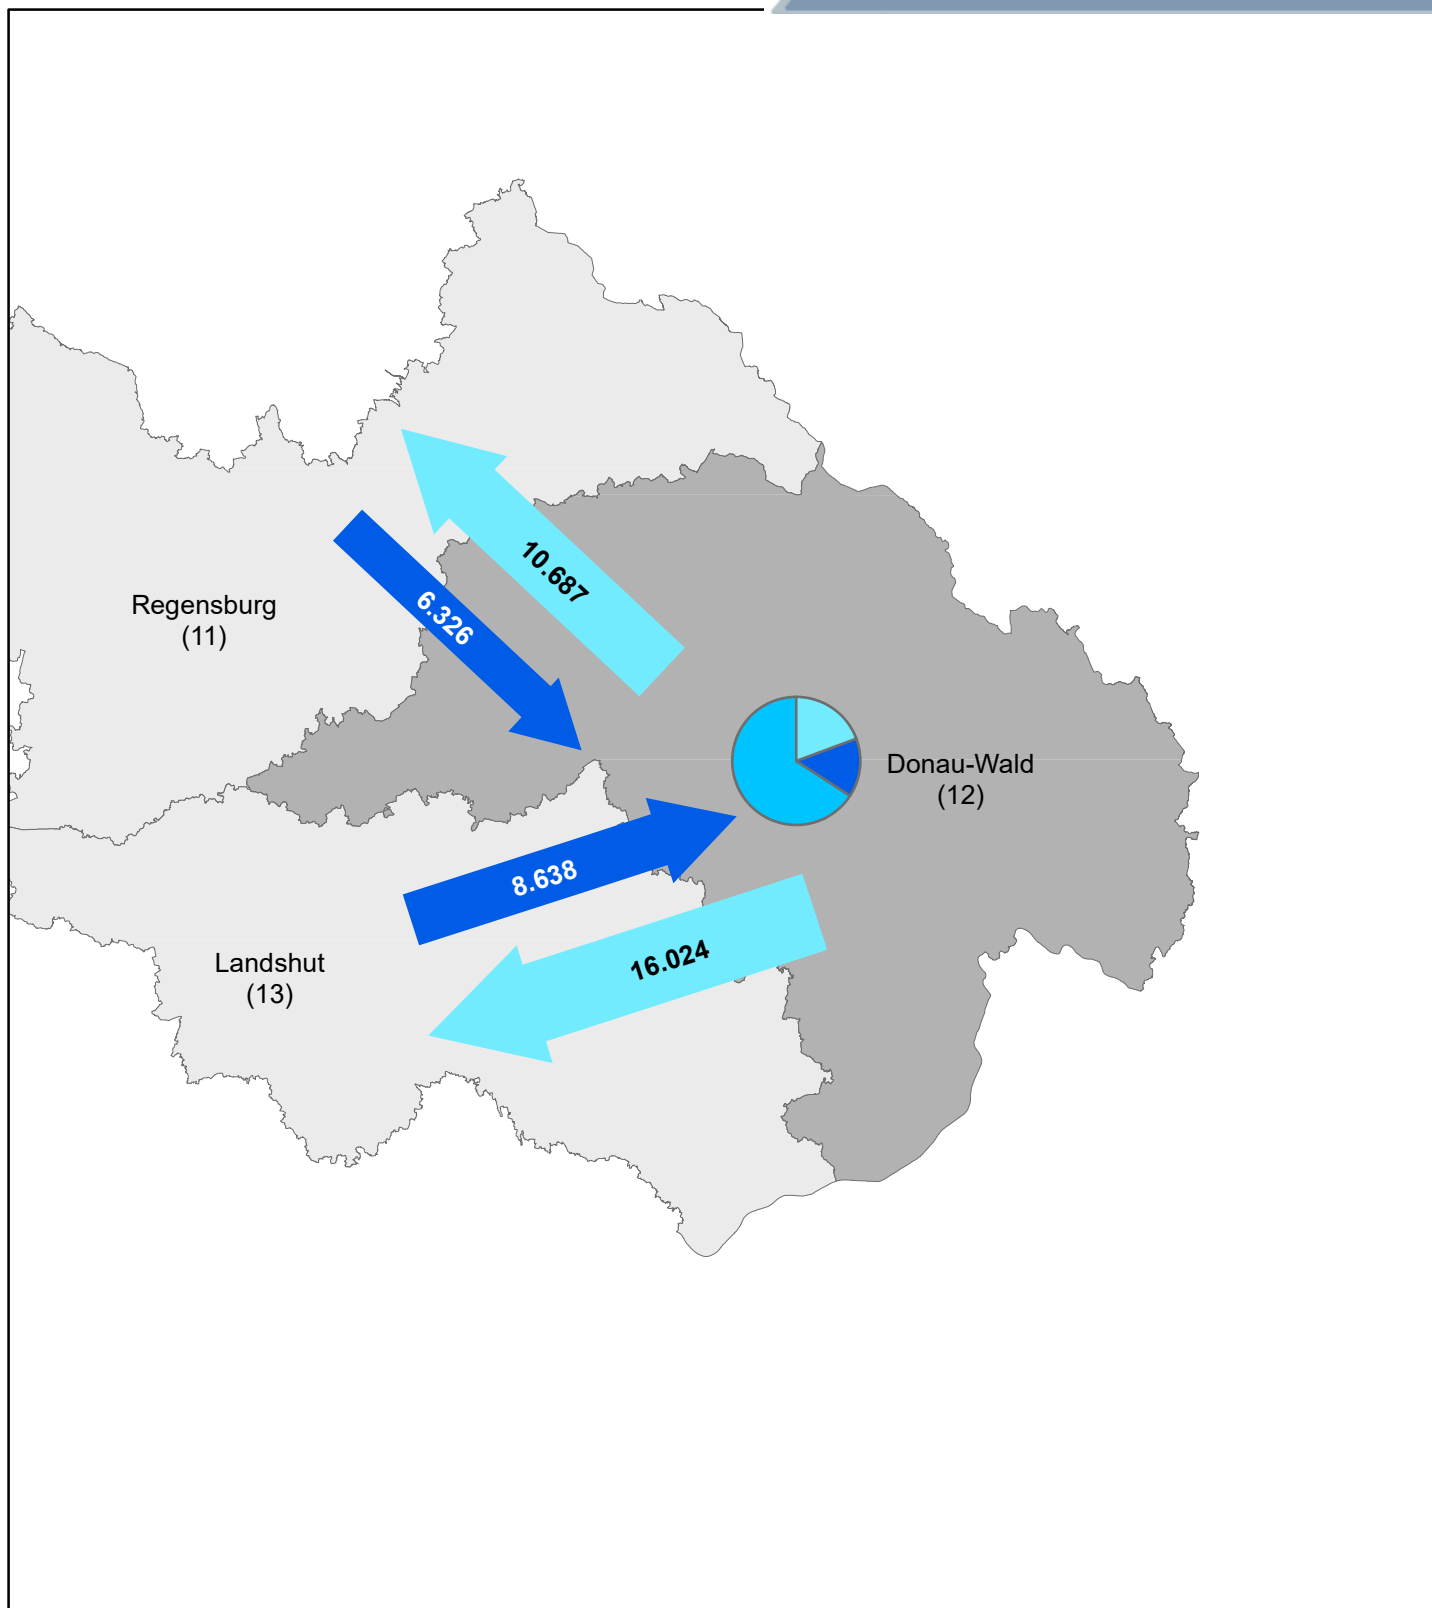 10.687
6.326
Regensburg
(11)
Donau-Wald
(12)
8.638
16.024
Landshut
(13)